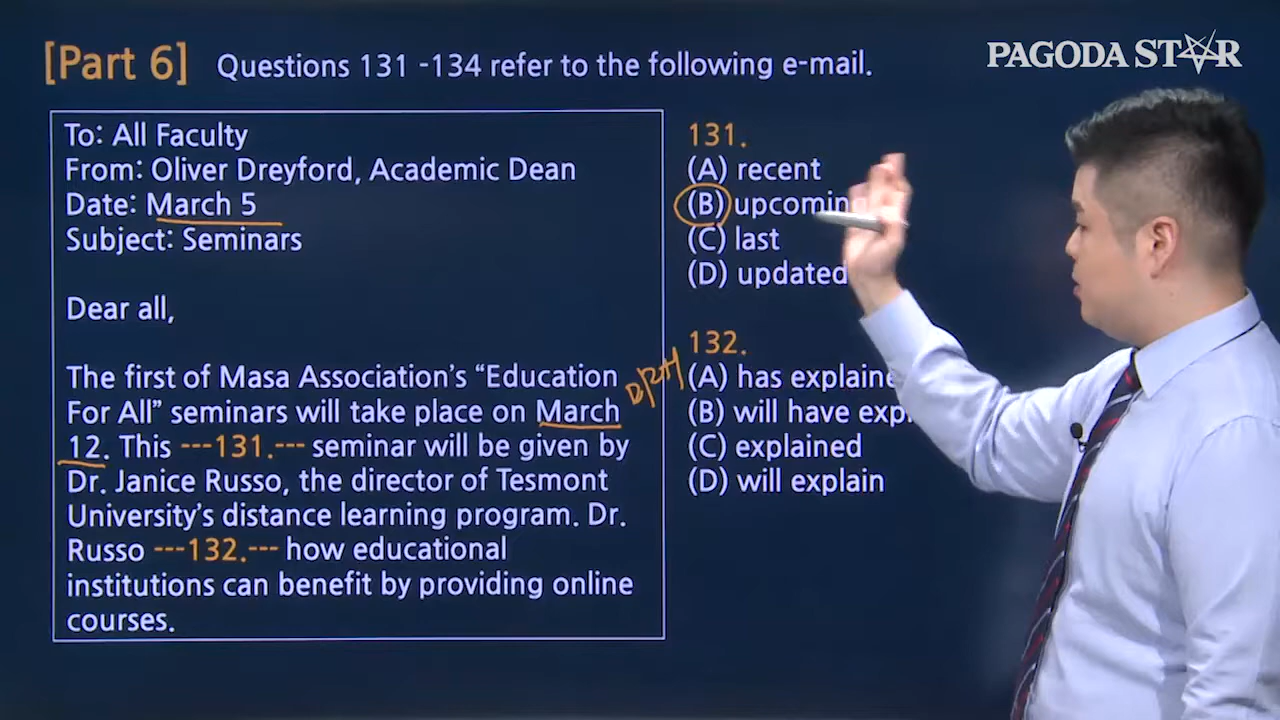 [Part 6] Questions 131 -134 refer to the following e-mail.
PAGODA STAR
To: All Faculty
From: Oliver Dreyford, Academic Dean
Date: March 5
Subject: Seminars
Dear all,
The first of Masa Association's “Education
For All” seminars will take place on March
12. This ---131.--- seminar will be given by
Dr. Janice Russo, the director of Tesmont
University's distance learning program. Dr.
Russo ---132.--- how educational
institutions can benefit by providing online
courses.
131.
(A) recent
(B) upcoming
(C) last
(D) updated
132.
(A) has explaine
(B) will have exp
(C) explained
(D) will explain